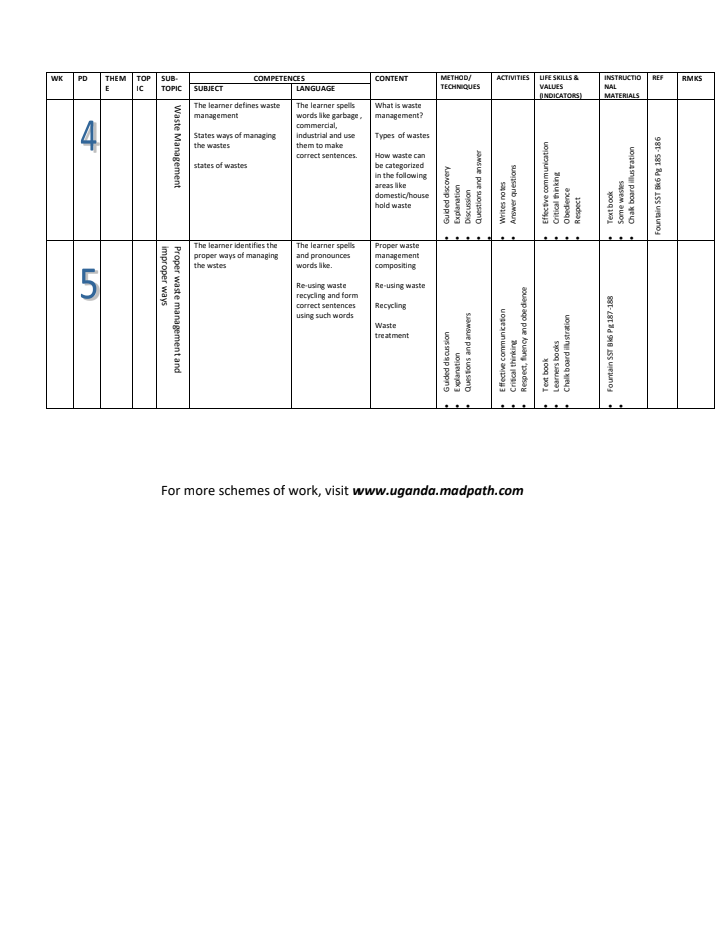 WK
PD
THEM
E
TOP
IC
SUB-
TOPIC
COMPETENCES
SUBJECT
LANGUAGE
CONTENT
METHOD/
TECHNIQUES
ACTIVITIES
LIFE SKILLS &
VALUES
(INDICATORS)
INSTRUCTIO
NAL
MATERIALS
REF
RMKS
4
Waste Management
The learner defines waste
management
States ways of managing
the wastes
states of wastes
The learner spells
words like garbage ,
commercial,
industrial and use
them to make
correct sentences.
What is waste
management?
Types of wastes
How waste can
be categorized
in the following
areas like
domestic/house
hold waste
• Guided discovery
• Explanation
• Discussion
• Questions and answer
•
• Writes notes
• Answer questions
• Effective communication
• Critical thinking
• Obedience
• Respect
• Text book
• Some wastes
• Chalk board illustration
Fountain SST Bk6 Pg 185 -186
5
Proper waste management and
improper ways
The learner identifies the
proper ways of managing
the wstes
The learner spells
and pronounces
words like.
Re-using waste
recycling and form
correct sentences
using such words
Proper waste
management
compositing
Re-using waste
Recycling
Waste
treatment
• Guided discussion
• Explanation
• Questions and answers
• Effective communication
• Critical thinking
• Respect, fluency and obedience
• Text book
• Learners books
• Chalk board illustration
• Fountain SST Bk6 Pg 187-188
•
For more schemes of work, visit www.uganda.madpath.com